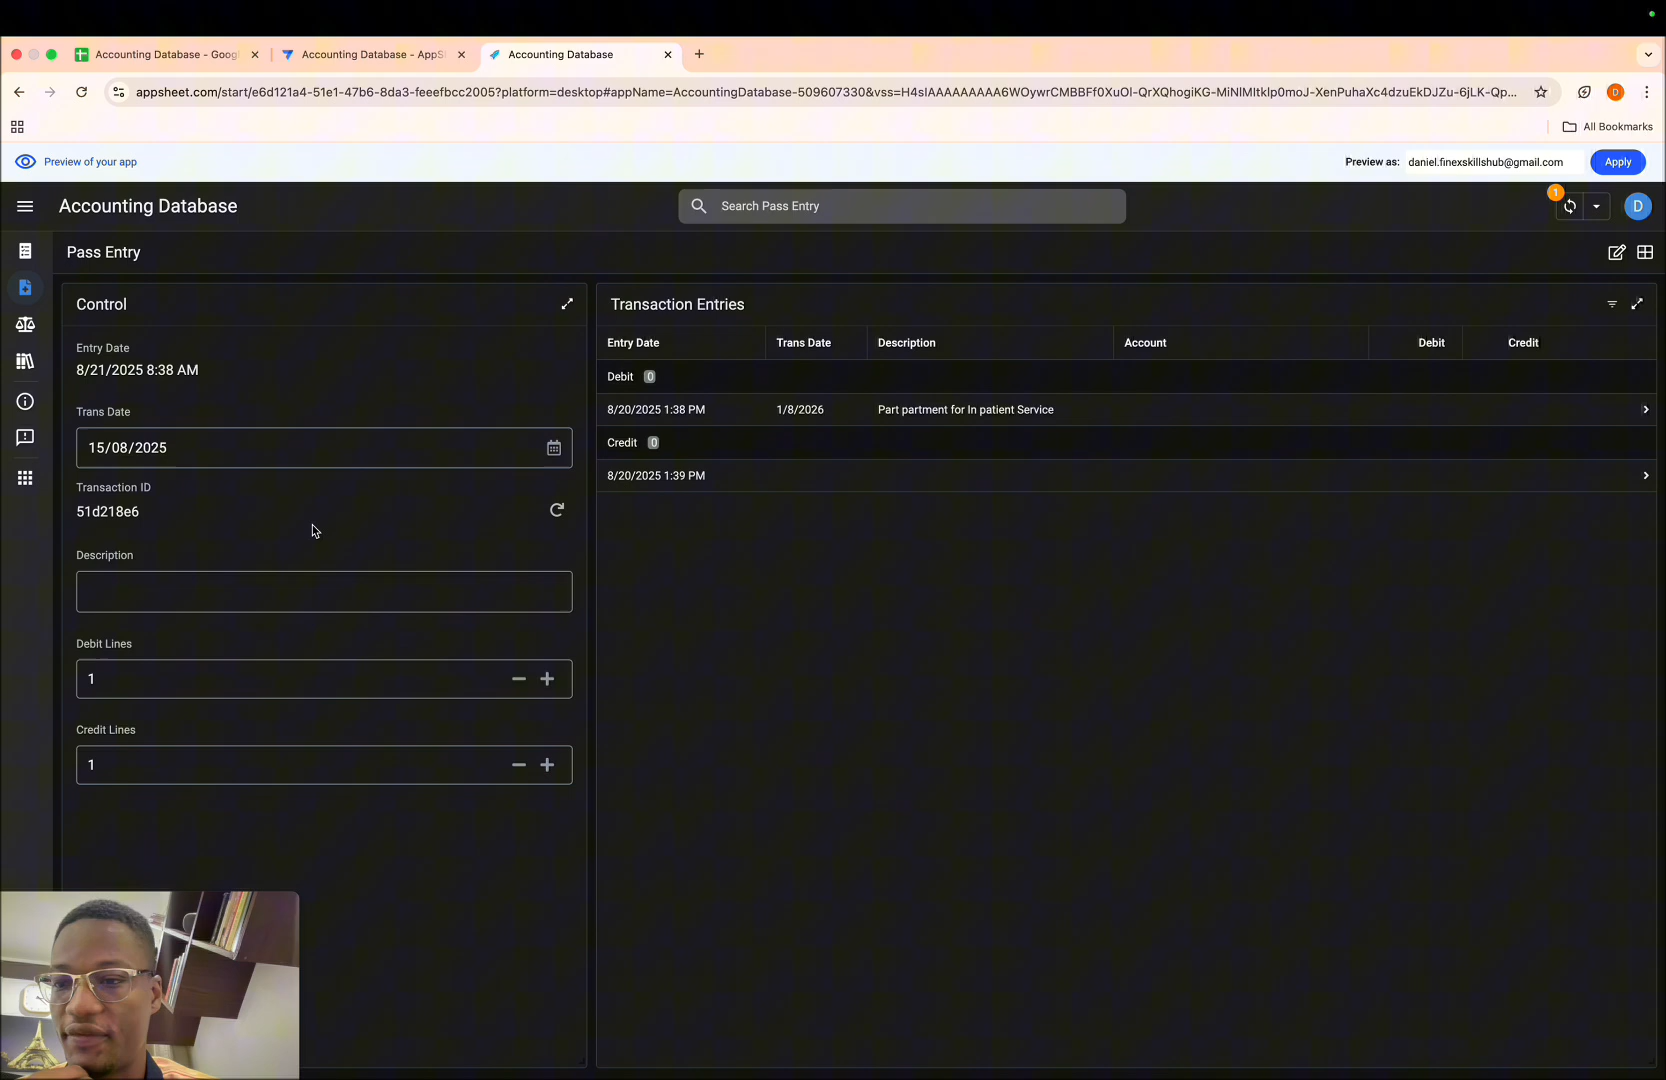 Accounting Database - Goog
Accounting Database - AppS
Accounting Database
appsheet.com/start/e6d121a4-51e1-47b6-8da3-feeefbcc2005?platform=desktop#appName=AccountingDatabase-509607330&vss=H4sIAAAAAAAAA6WOywrCMBBFf0XuOl-QrXQhogiKG-MiNlMItklp0moJ-XenPuhaXc4dzuEkDJZu-6jLK-Qp...
All Bookmarks
Preview of your app
Preview as: daniel.finexskillshub@gmail.com Apply
Accounting Database
Search Pass Entry
1
D
Pass Entry
Control
Entry Date
8/21/2025 8:38 AM
Trans Date
15/08/2025
Transaction ID
51d218e6
Description
Debit Lines
1
Credit Lines
1
Transaction Entries
Entry Date Trans Date Description Account Debit Credit
Debit 0
8/20/2025 1:38 PM 1/8/2026 Part partment for In patient Service
Credit 0
8/20/2025 1:39 PM